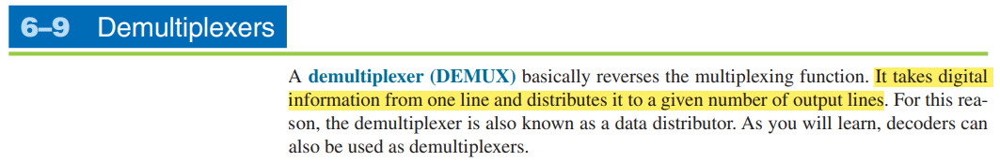 6–9 Demultiplexers
A demultiplexer (DEMUX) basically reverses the multiplexing function. It takes digital
information from one line and distributes it to a given number of output lines. For this rea-
son, the demultiplexer is also known as a data distributor. As you will learn, decoders can
also be used as demultiplexers.